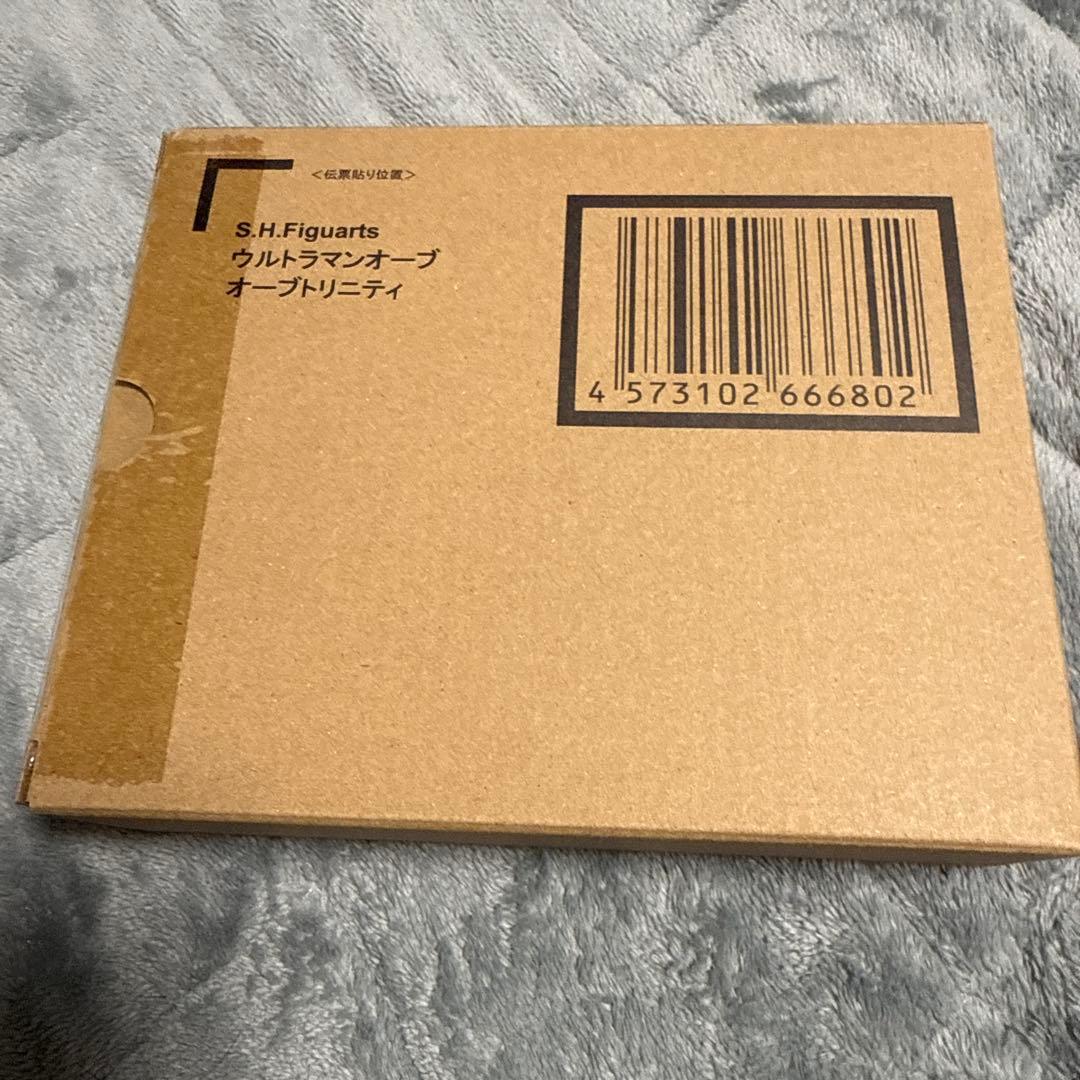 ＜伝票貼り位置＞
S.H.Figuarts
ウルトラマンオーブ
オーブトリニティ
4 573102 666802